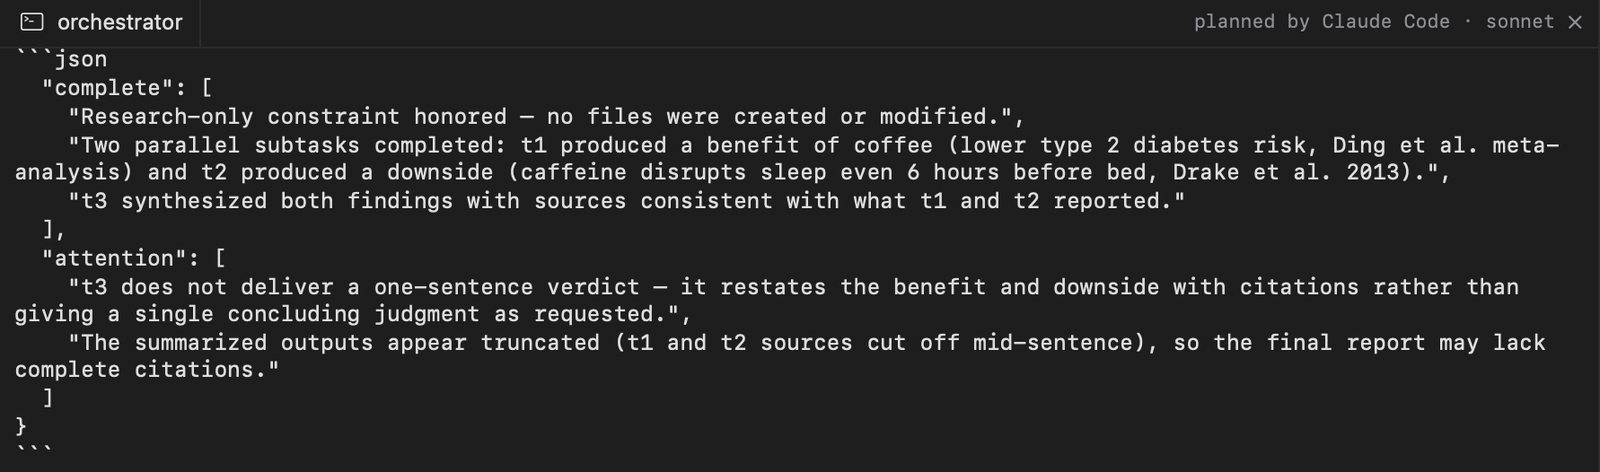 orchestrator
planned by Claude Code · sonnet ×
```json
  "complete": [
    "Research-only constraint honored — no files were created or modified.",
    "Two parallel subtasks completed: t1 produced a benefit of coffee (lower type 2 diabetes risk, Ding et al. meta-
analysis) and t2 produced a downside (caffeine disrupts sleep even 6 hours before bed, Drake et al. 2013).",
    "t3 synthesized both findings with sources consistent with what t1 and t2 reported."
  ],
  "attention": [
    "t3 does not deliver a one-sentence verdict — it restates the benefit and downside with citations rather than
giving a single concluding judgment as requested.",
    "The summarized outputs appear truncated (t1 and t2 sources cut off mid-sentence), so the final report may lack
complete citations."
  ]
}
```